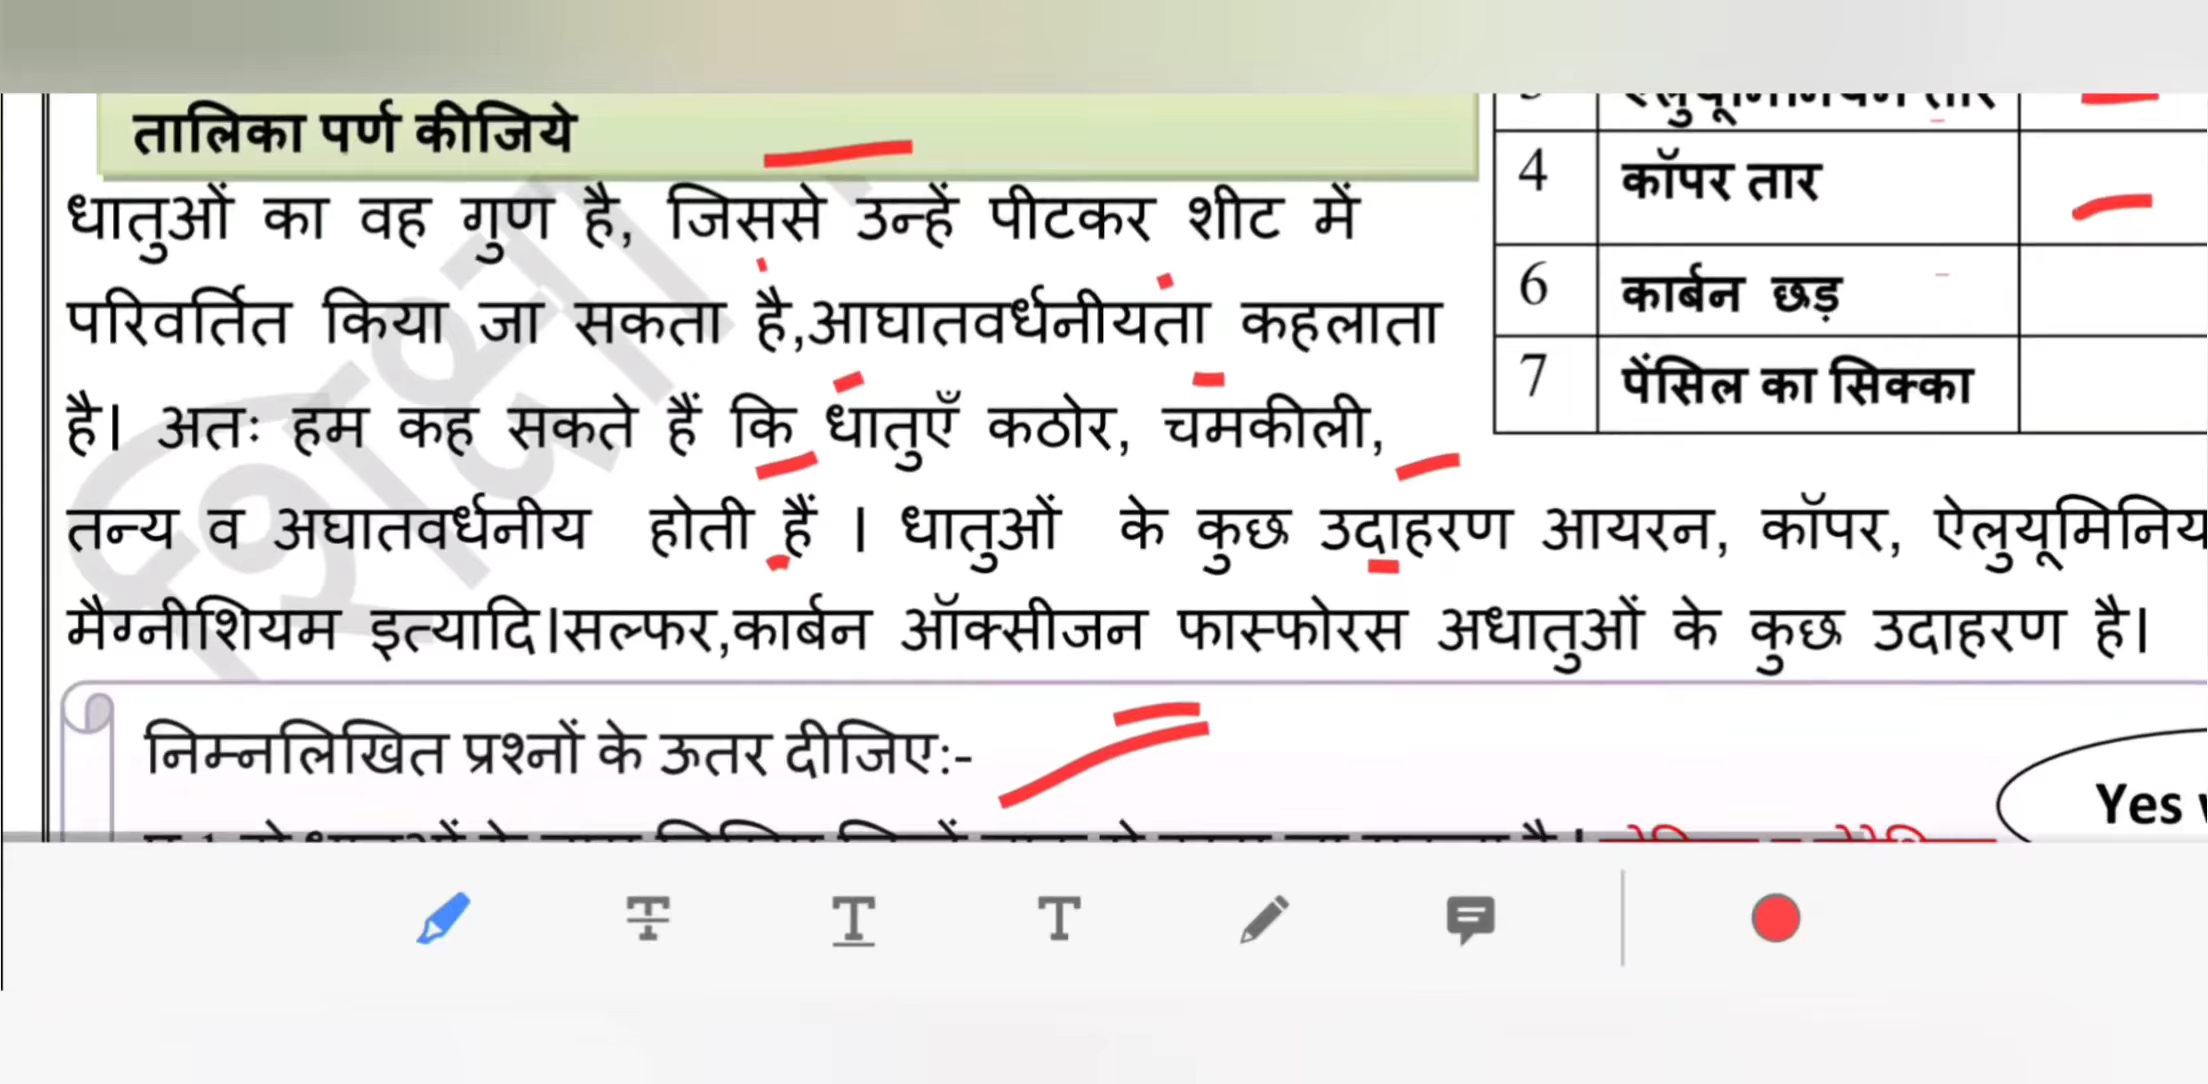 तालिका पर्ण कीजिये
धातुओं का वह गुण है, जिससे उन्हें पीटकर शीट में
परिवर्तित किया जा सकता है,आघातवर्धनीयता कहलाता
है। अतः हम कह सकते हैं कि धातुएँ कठोर, चमकीली,
तन्य व अघातवर्धनीय होती हैं । धातुओं के कुछ उदाहरण आयरन, कॉपर, ऐलुयूमिनिय
मैग्नीशियम इत्यादि।सल्फर,कार्बन ऑक्सीजन फास्फोरस अधातुओं के कुछ उदाहरण है।
4 कॉपर तार
6 कार्बन छड़
7 पेंसिल का सिक्का
निम्नलिखित प्रश्नों के ऊतर दीजिए:-
Yes
शिक्षा